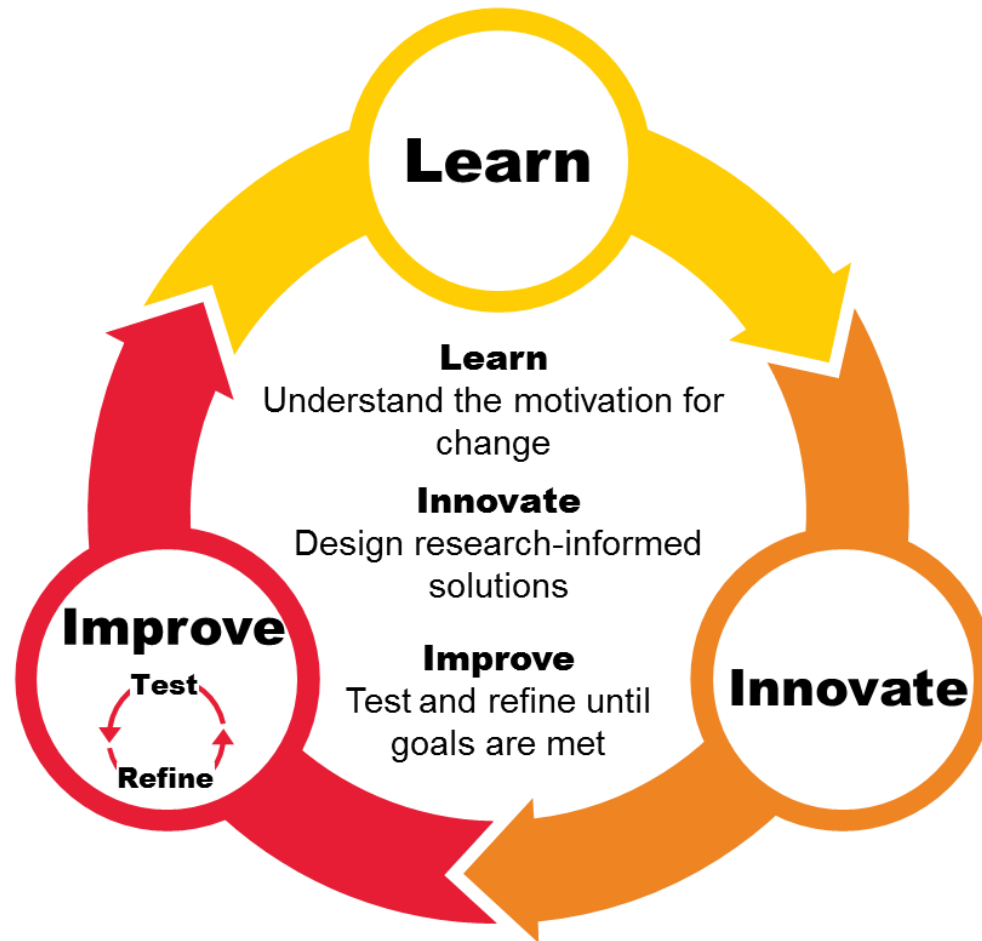 Learn
Learn
Understand the motivation for
change
Innovate
Design research-informed
solutions
Improve
Test and refine until
goals are met
Improve
Test
Refine
Innovate